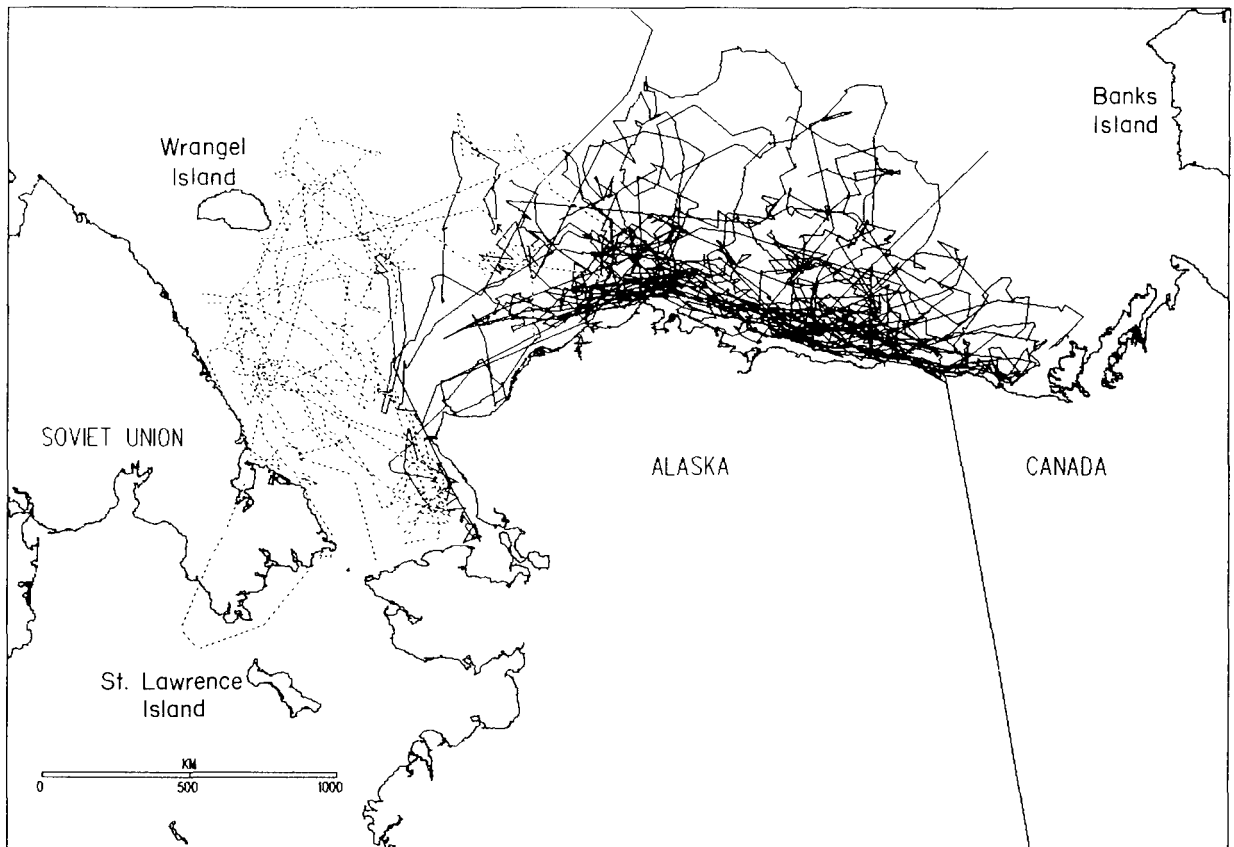 Banks
Island
Wrangel
Island
SOVIET UNION
ALASKA
CANADA
St. Lawrence
Island
KM
0 500 1000